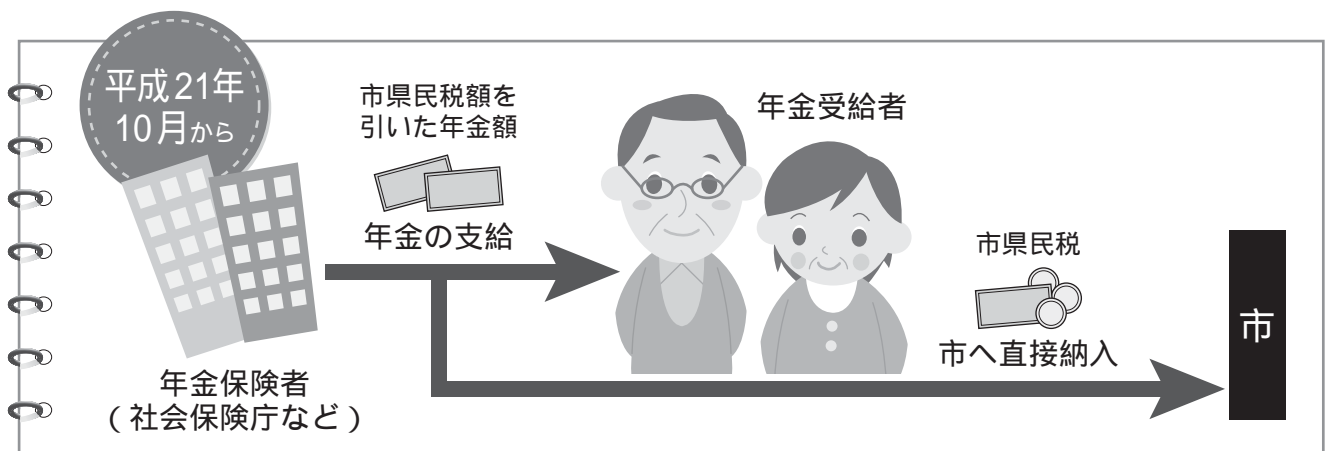 平成21年
10月から
市県民税額を
引いた年金額
年金の支給
年金受給者
市県民税
市へ直接納入
市
年金保険者
(社会保険庁など)